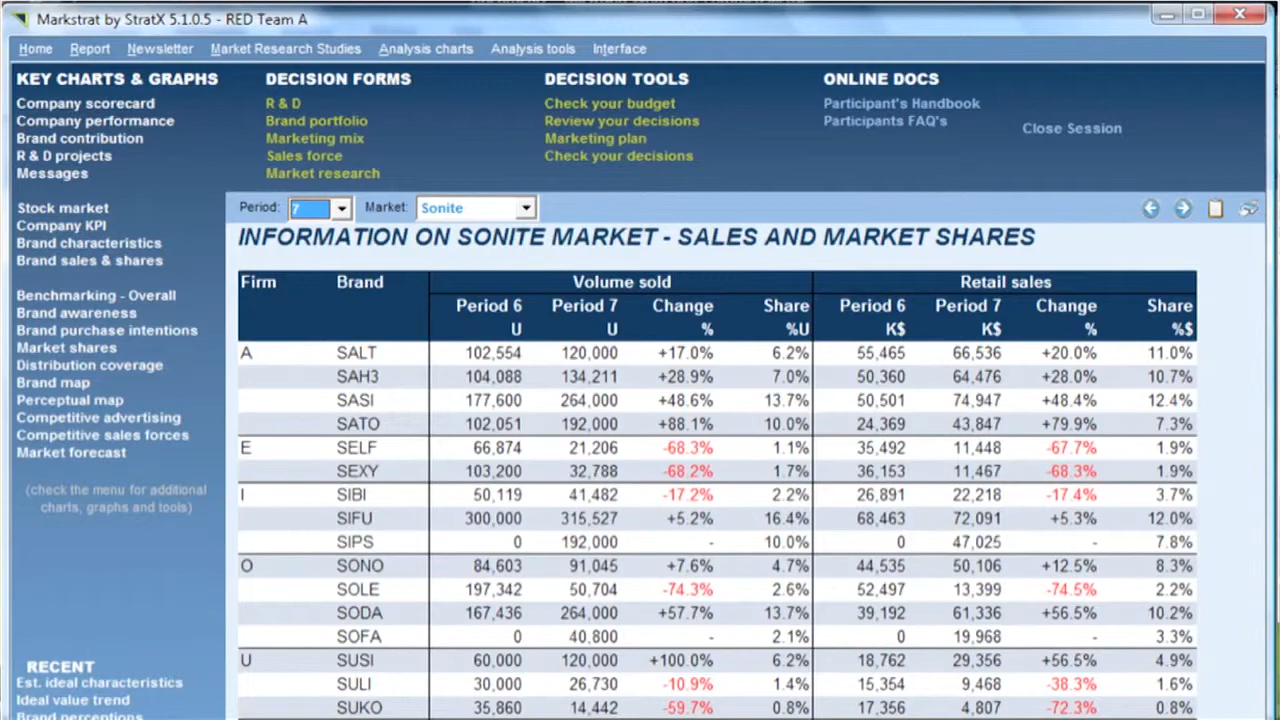 Markstrat by StratX 5.1.0.5 - RED Team A
Home Report Newsletter Market Research Studies Analysis charts Analysis tools Interface
KEY CHARTS & GRAPHS DECISION FORMS DECISION TOOLS ONLINE DOCS
Company scorecard R & D Check your budget Participant's Handbook
Company performance Brand portfolio Review your decisions Participants FAQ's
Close Session
Brand contribution Marketing mix Marketing plan
R & D projects Sales force Check your decisions
Messages Market research
Stock market
Company KPI
Brand characteristics
Brand sales & shares
Benchmarking - Overall
Brand awareness
Brand purchase intentions
Market shares
Distribution coverage
Brand map
Perceptual map
Competitive advertising
Competitive sales forces
Market forecast
(check the menu for additional
charts, graphs and tools)
RECENT
Est. ideal characteristics
Ideal value trend
Brand perceptions
Period: 7 Market: Sonite
INFORMATION ON SONITE MARKET - SALES AND MARKET SHARES
Firm Brand Volume sold Retail sales
Period 6 Period 7 Change Share Period 6 Period 7 Change Share
U U % %U K$ K$ % %$
A SALT 102,554 120,000 +17.0% 6.2% 55,465 66,536 +20.0% 11.0%
SAH3 104,088 134,211 +28.9% 7.0% 50,360 64,476 +28.0% 10.7%
SASI 177,600 264,000 +48.6% 13.7% 50,501 74,947 +48.4% 12.4%
SATO 102,051 192,000 +88.1% 10.0% 24,369 43,847 +79.9% 7.3%
E SELF 66,874 21,206 -68.3% 1.1% 35,492 11,448 -67.7% 1.9%
SEXY 103,200 32,788 -68.2% 1.7% 36,153 11,467 -68.3% 1.9%
I SIBI 50,119 41,482 -17.2% 2.2% 26,891 22,218 -17.4% 3.7%
SIFU 300,000 315,527 +5.2% 16.4% 68,463 72,091 +5.3% 12.0%
SIPS 0 192,000 - 10.0% 0 47,025 - 7.8%
O SONO 84,603 91,045 +7.6% 4.7% 44,535 50,106 +12.5% 8.3%
SOLE 197,342 50,704 -74.3% 2.6% 52,497 13,399 -74.5% 2.2%
SODA 167,436 264,000 +57.7% 13.7% 39,192 61,336 +56.5% 10.2%
SOFA 0 40,800 - 2.1% 0 19,968 - 3.3%
U SUSI 60,000 120,000 +100.0% 6.2% 18,762 29,356 +56.5% 4.9%
SULI 30,000 26,730 -10.9% 1.4% 15,354 9,468 -38.3% 1.6%
SUKO 35,860 14,442 -59.7% 0.8% 17,356 4,807 -72.3% 0.8%